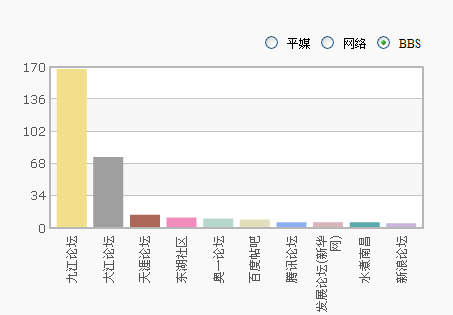 平媒 网络 BBS
170
136
102
68
34
0
九江论坛
大江论坛
天涯论坛
东湖社区
奥一论坛
百度帖吧
腾讯论坛
发展论坛(新华
网)
水煮南昌
新浪论坛